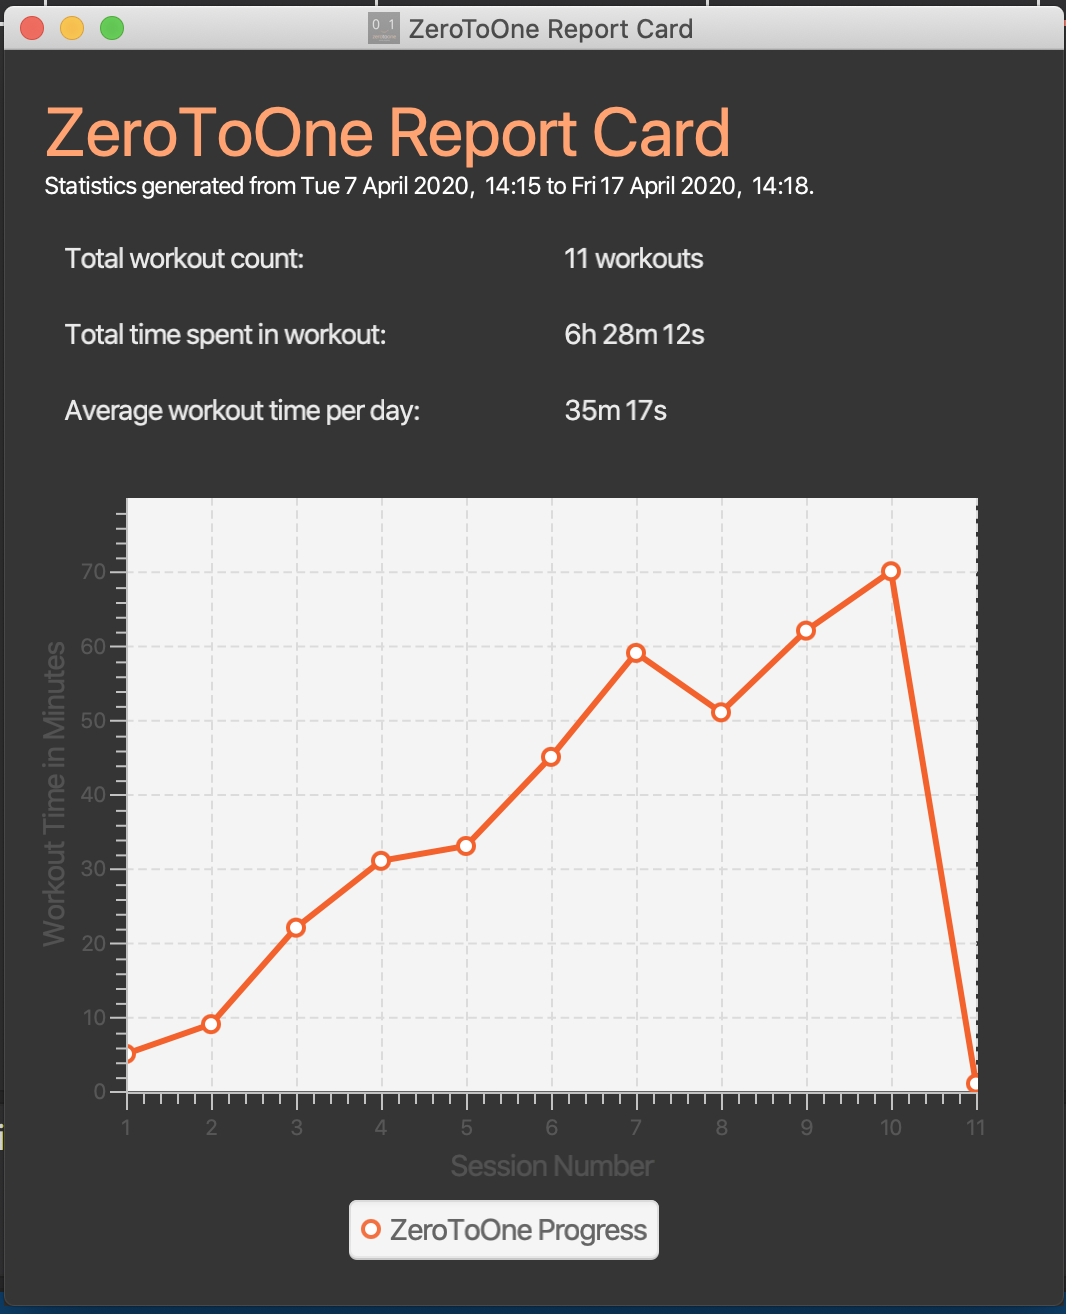 0 1
ZeroToOne Report Card
ZeroToOne Report Card
Statistics generated from Tue 7 April 2020, 14:15 to Fri 17 April 2020, 14:18.
Total workout count: 11 workouts
Total time spent in workout: 6h 28m 12s
Average workout time per day: 35m 17s
Workout Time in Minutes
70
60
50
40
30
20
10
0
1 2 3 4 5 6 7 8 9 10 11
Session Number
ZeroToOne Progress